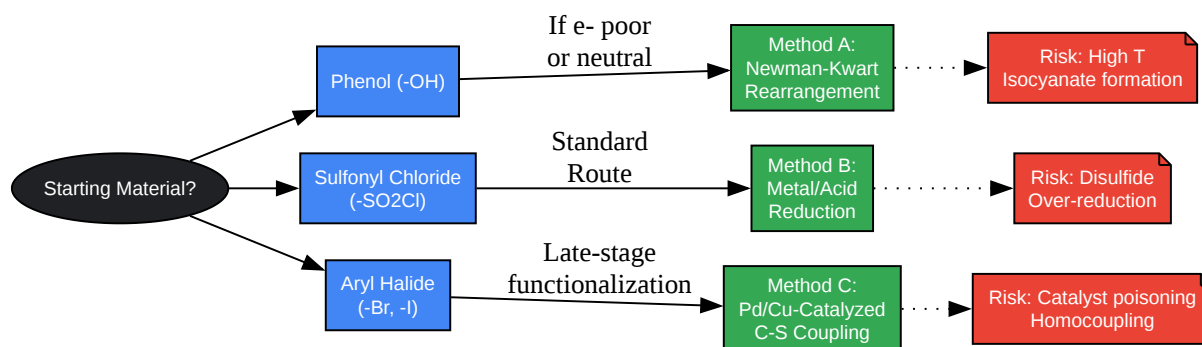 Starting Material?
Phenol (-OH)
If e- poor
or neutral
Method A:
Newman-Kwart
Rearrangement
Risk: High T
Isocyanate formation
Sulfonyl Chloride
(-SO2Cl)
Standard
Route
Method B:
Metal/Acid
Reduction
Risk: Disulfide
Over-reduction
Aryl Halide
(-Br, -I)
Late-stage
functionalization
Method C:
Pd/Cu-Catalyzed
C-S Coupling
Risk: Catalyst poisoning
Homocoupling